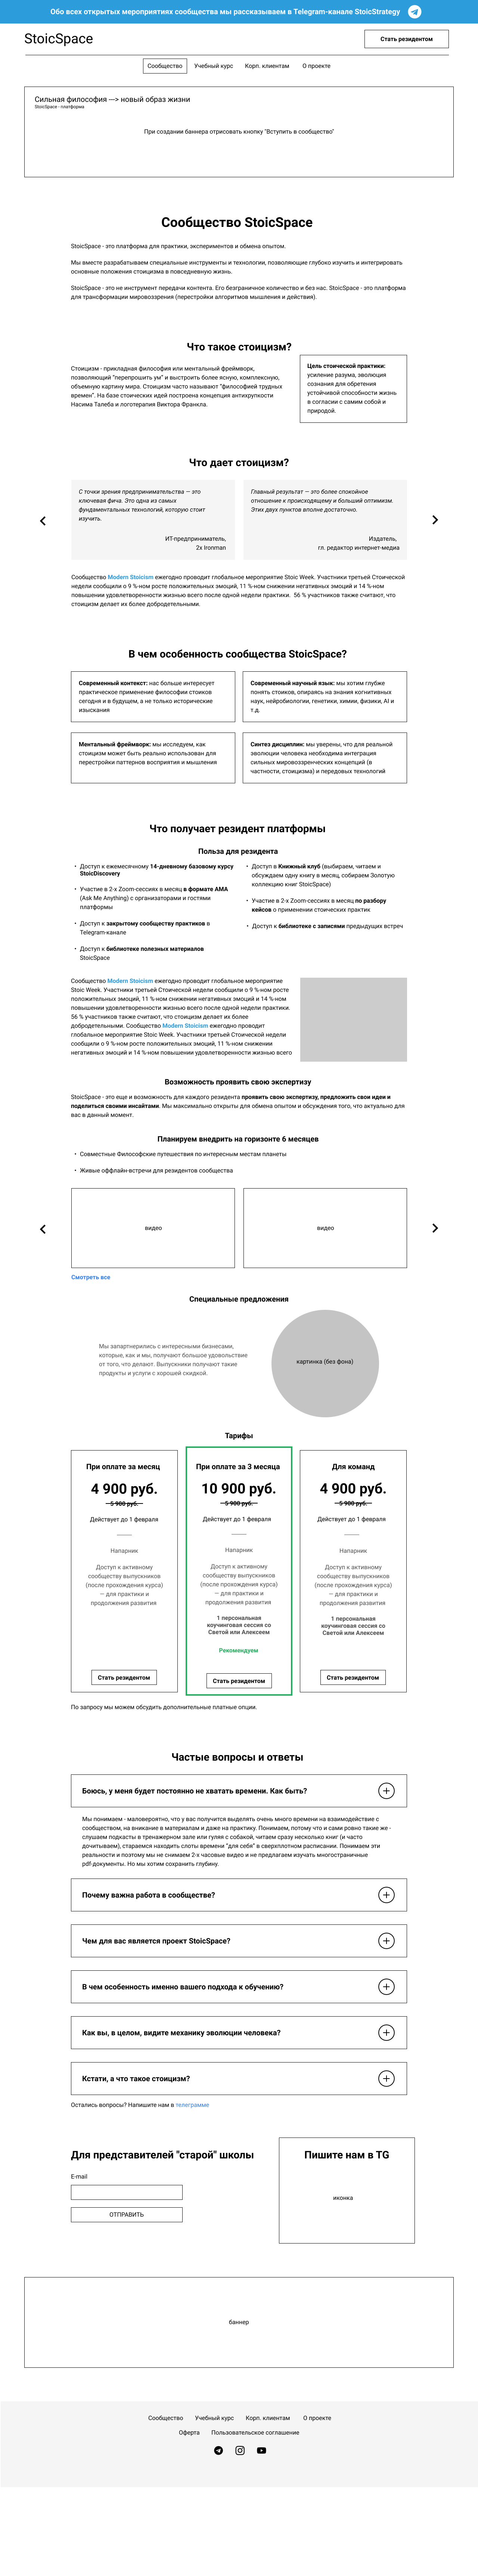 Обо всех открытых мероприятиях сообщества мы рассказываем в Telegram-канале StoicStrategy
StoicSpace
Стать резидентом
Сообщество Учебный курс Корп. клиентам О проекте
Сильная философия ---> новый образ жизни
StoicSpace - платформа
При создании баннера отрисовать кнопку "Вступить в сообщество"
Сообщество StoicSpace
StoicSpace - это платформа для практики, экспериментов и обмена опытом.
Мы вместе разрабатываем специальные инструменты и технологии, позволяющие глубоко изучить и интегрировать
основные положения стоицизма в повседневную жизнь.
StoicSpace - это не инструмент передачи контента. Его безграничное количество и без нас. StoicSpace - это платформа
для трансформации мировоззрения (перестройки алгоритмов мышления и действия).
Что такое стоицизм?
Стоицизм - прикладная философия или ментальный фреймворк,
позволяющий “перепрошить ум“ и выстроить более ясную, комплексную,
объемную картину мира. Стоицизм часто называют “философией трудных
времен”. На базе стоических идей построена концепция антихрупкости
Насима Талеба и логотерапия Виктора Франкла.
Цель стоической практики:
усиление разума, эволюция
сознания для обретения
устойчивой способности жизнь
в согласии с самим собой и
природой.
Что дает стоицизм?
С точки зрения предпринимательства — это
ключевая фича. Это одна из самых
фундаментальных технологий, которую стоит
изучить.
ИТ-предприниматель,
2x Ironman
Главный результат — это более спокойное
отношение к происходящему и больший оптимизм.
Этих двух пунктов вполне достаточно.
Издатель,
гл. редактор интернет-медиа
Сообщество Modern Stoicism ежегодно проводит глобальное мероприятие Stoic Week. Участники третьей Стоической
недели сообщили о 9 %-ном росте положительных эмоций, 11 %-ном снижении негативных эмоций и 14 %-ном
повышении удовлетворенности жизнью всего после одной недели практики. 56 % участников также считают, что
стоицизм делает их более добродетельными.
В чем особенность сообщества StoicSpace?
Современный контекст: нас больше интересует
практическое применение философии стоиков
сегодня и в будущем, а не только исторические
изыскания
Современный научный язык: мы хотим глубже
понять стоиков, опираясь на знания когнитивных
наук, нейробиологии, генетики, химии, физики, AI и
т.д.
Ментальный фреймворк: мы исследуем, как
стоицизм может быть реально использован для
перестройки паттернов восприятия и мышления
Синтез дисциплин: мы уверены, что для реальной
эволюции человека необходима интеграция
сильных мировоззренческих концепций (в
частности, стоицизма) и передовых технологий
Что получает резидент платформы
Польза для резидента
• Доступ к ежемесячному 14-дневному базовому курсу
StoicDiscovery
• Участие в 2-х Zoom-сессиях в месяц в формате AMA
(Ask Me Anything) с организаторами и гостями
платформы
• Доступ к закрытому сообществу практиков в
Telegram-канале
• Доступ к библиотеке полезных материалов
StoicSpace
• Доступ в Книжный клуб (выбираем, читаем и
обсуждаем одну книгу в месяц, собираем Золотую
коллекцию книг StoicSpace)
• Участие в 2-х Zoom-сессиях в месяц по разбору
кейсов о применении стоических практик
• Доступ к библиотеке с записями предыдущих встреч
Сообщество Modern Stoicism ежегодно проводит глобальное мероприятие
Stoic Week. Участники третьей Стоической недели сообщили о 9 %-ном росте
положительных эмоций, 11 %-ном снижении негативных эмоций и 14 %-ном
повышении удовлетворенности жизнью всего после одной недели практики.
56 % участников также считают, что стоицизм делает их более
добродетельными. Сообщество Modern Stoicism ежегодно проводит
глобальное мероприятие Stoic Week. Участники третьей Стоической недели
сообщили о 9 %-ном росте положительных эмоций, 11 %-ном снижении
негативных эмоций и 14 %-ном повышении удовлетворенности жизнью всего
Возможность проявить свою экспертизу
StoicSpace - это еще и возможность для каждого резидента проявить свою экспертизу, предложить свои идеи и
поделиться своими инсайтами. Мы максимально открыты для обмена опытом и обсуждения того, что актуально для
вас в данный момент.
Планируем внедрить на горизонте 6 месяцев
• Совместные Философские путешествия по интересным местам планеты
• Живые оффлайн-встречи для резидентов сообщества
видео
видео
Смотреть все
Специальные предложения
Мы запартнерились с интересными бизнесами,
которые, как и мы, получают большое удовольствие
от того, что делают. Выпускники получают такие
продукты и услуги с хорошей скидкой.
картинка (без фона)
Тарифы
При оплате за месяц
4 900 руб.
5 900 руб.
Действует до 1 февраля
Напарник
Доступ к активному
сообществу выпускников
(после прохождения курса)
— для практики и
продолжения развития
Стать резидентом
При оплате за 3 месяца
10 900 руб.
5 900 руб.
Действует до 1 февраля
Напарник
Доступ к активному
сообществу выпускников
(после прохождения курса)
— для практики и
продолжения развития
1 персональная
коучинговая сессия со
Светой или Алексеем
Рекомендуем
Стать резидентом
Для команд
4 900 руб.
5 900 руб.
Действует до 1 февраля
Напарник
Доступ к активному
сообществу выпускников
(после прохождения курса)
— для практики и
продолжения развития
1 персональная
коучинговая сессия со
Светой или Алексеем
Стать резидентом
По запросу мы можем обсудить дополнительные платные опции.
Частые вопросы и ответы
Боюсь, у меня будет постоянно не хватать времени. Как быть?
Мы понимаем - маловероятно, что у вас получится выделять очень много времени на взаимодействие с
сообществом, на вникание в материалам и даже на практику. Понимаем, потому что и сами ровно такие же -
слушаем подкасты в тренажерном зале или гуляя с собакой, читаем сразу несколько книг (и часто
дочитываем), стараемся находить слоты времени “для себя” в сверхплотном расписании. Понимаем эти
реальности и поэтому мы не снимаем 2-х часовые видео и не предлагаем изучать многостраничные
pdf-документы. Но мы хотим сохранить глубину.
Почему важна работа в сообществе?
Чем для вас является проект StoicSpace?
В чем особенность именно вашего подхода к обучению?
Как вы, в целом, видите механику эволюции человека?
Кстати, а что такое стоицизм?
Остались вопросы? Напишите нам в телеграмме
Для представителей "старой" школы
E-mail
ОТПРАВИТЬ
Пишите нам в TG
иконка
баннер
Сообщество Учебный курс Корп. клиентам О проекте
Оферта Пользовательское соглашение